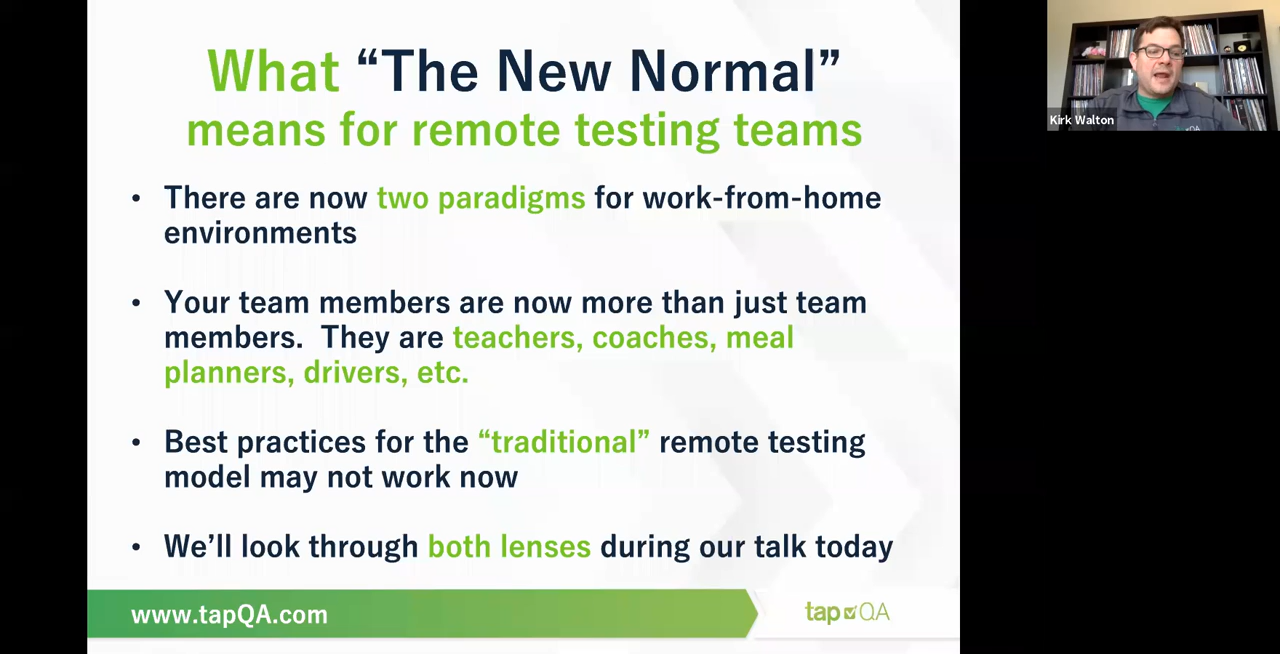 What “The New Normal”
means for remote testing teams
• There are now two paradigms for work-from-home
environments
• Your team members are now more than just team
members.  They are teachers, coaches, meal
planners, drivers, etc.
• Best practices for the “traditional” remote testing
model may not work now
• We’ll look through both lenses during our talk today
www.tapQA.com
tap QA
Kirk Walton